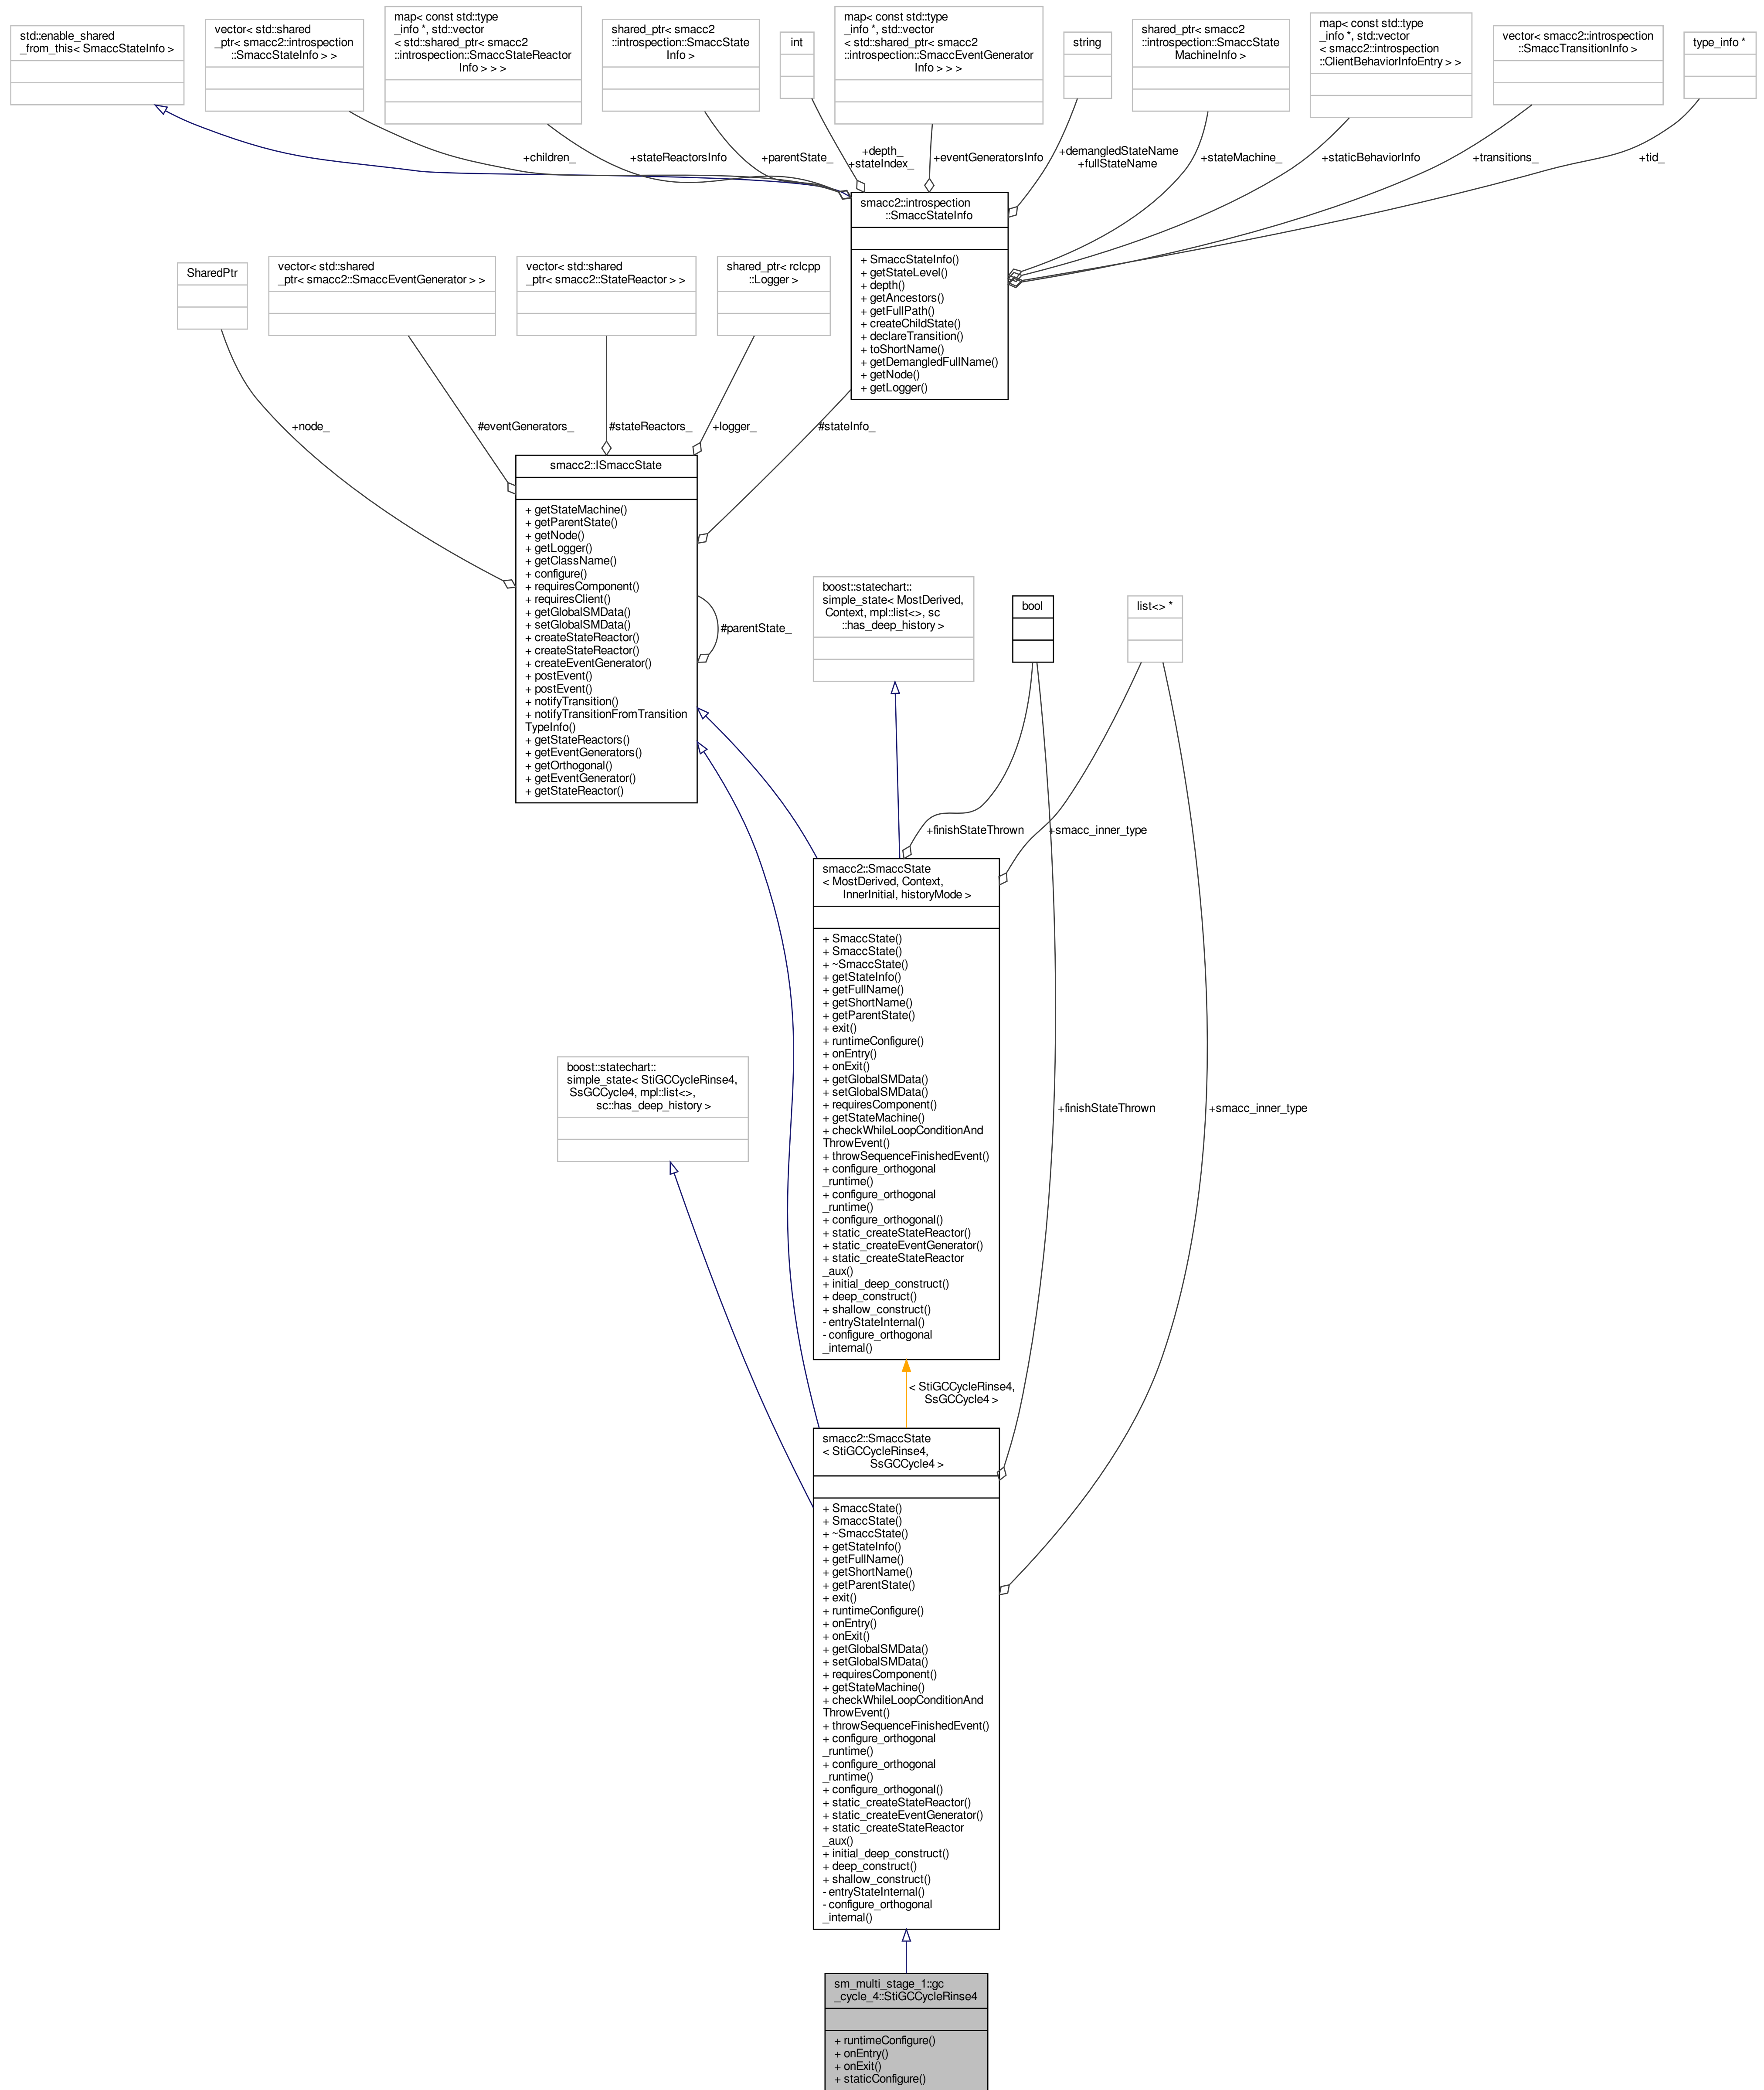 std::enable_shared
_from_this< SmaccStateInfo >
vector< std::shared
_ptr< smacc2::introspection
::SmaccStateInfo > >
map< const std::type
_info *, std::vector
< std::shared_ptr< smacc2
::introspection::SmaccStateReactor
Info > > >
shared_ptr< smacc2
::introspection::SmaccState
Info >
int
map< const std::type
_info *, std::vector
< std::shared_ptr< smacc2
::introspection::SmaccEventGenerator
Info > > >
string
shared_ptr< smacc2
::introspection::SmaccState
MachineInfo >
map< const std::type
_info *, std::vector
< smacc2::introspection
::ClientBehaviorInfoEntry > >
vector< smacc2::introspection
::SmaccTransitionInfo >
type_info *
+children_
+stateReactorsInfo
+parentState_
+depth_
+stateIndex_
+eventGeneratorsInfo
+demangledStateName
+fullStateName
+stateMachine_
+staticBehaviorInfo
+transitions_
+tid_
smacc2::introspection
::SmaccStateInfo
+ SmaccStateInfo()
+ getStateLevel()
+ depth()
+ getAncestors()
+ getFullPath()
+ createChildState()
+ declareTransition()
+ toShortName()
+ getDemangledFullName()
+ getNode()
+ getLogger()
SharedPtr
vector< std::shared
_ptr< smacc2::SmaccEventGenerator > >
vector< std::shared
_ptr< smacc2::StateReactor > >
shared_ptr< rclcpp
::Logger >
+node_
#eventGenerators_
#stateReactors_
+logger_
#stateInfo_
smacc2::ISmaccState
+ getStateMachine()
+ getParentState()
+ getNode()
+ getLogger()
+ getClassName()
+ configure()
+ requiresComponent()
+ requiresClient()
+ getGlobalSMData()
+ setGlobalSMData()
+ createStateReactor()
+ createStateReactor()
+ createEventGenerator()
+ postEvent()
+ postEvent()
+ notifyTransition()
+ notifyTransitionFromTransition
TypeInfo()
+ getStateReactors()
+ getEventGenerators()
+ getOrthogonal()
+ getEventGenerator()
+ getStateReactor()
#parentState_
boost::statechart::
simple_state< MostDerived,
Context, mpl::list<>, sc
::has_deep_history >
bool
list<> *
+finishStateThrown
+smacc_inner_type
smacc2::SmaccState
< MostDerived, Context,
InnerInitial, historyMode >
+ SmaccState()
+ SmaccState()
+ ~SmaccState()
+ getStateInfo()
+ getFullName()
+ getShortName()
+ getParentState()
+ exit()
+ runtimeConfigure()
+ onEntry()
+ onExit()
+ getGlobalSMData()
+ setGlobalSMData()
+ requiresComponent()
+ getStateMachine()
+ checkWhileLoopConditionAnd
ThrowEvent()
+ throwSequenceFinishedEvent()
+ configure_orthogonal
_runtime()
+ configure_orthogonal
_runtime()
+ configure_orthogonal()
+ static_createStateReactor()
+ static_createEventGenerator()
+ static_createStateReactor
_aux()
+ initial_deep_construct()
+ deep_construct()
+ shallow_construct()
- entryStateInternal()
- configure_orthogonal
_internal()
boost::statechart::
simple_state< StiGCCycleRinse4,
SsGCCycle4, mpl::list<>,
sc::has_deep_history >
+finishStateThrown
+smacc_inner_type
< StiGCCycleRinse4,
SsGCCycle4 >
smacc2::SmaccState
< StiGCCycleRinse4,
SsGCCycle4 >
+ SmaccState()
+ SmaccState()
+ ~SmaccState()
+ getStateInfo()
+ getFullName()
+ getShortName()
+ getParentState()
+ exit()
+ runtimeConfigure()
+ onEntry()
+ onExit()
+ getGlobalSMData()
+ setGlobalSMData()
+ requiresComponent()
+ getStateMachine()
+ checkWhileLoopConditionAnd
ThrowEvent()
+ throwSequenceFinishedEvent()
+ configure_orthogonal
_runtime()
+ configure_orthogonal
_runtime()
+ configure_orthogonal()
+ static_createStateReactor()
+ static_createEventGenerator()
+ static_createStateReactor
_aux()
+ initial_deep_construct()
+ deep_construct()
+ shallow_construct()
- entryStateInternal()
- configure_orthogonal
_internal()
sm_multi_stage_1::gc
_cycle_4::StiGCCycleRinse4
+ runtimeConfigure()
+ onEntry()
+ onExit()
+ staticConfigure()